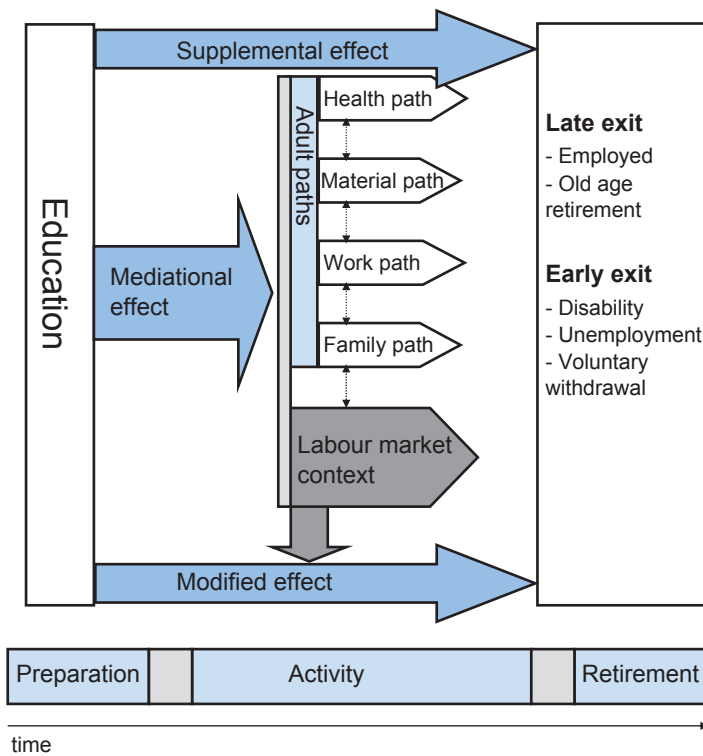 Supplemental effect
Education
Adult paths
Health path
Material path
Mediational
effect
Work path
Family path
Labour market
context
Modified effect
Late exit
- Employed
- Old age
retirement
Early exit
- Disability
- Unemployment
- Voluntary
withdrawal
Preparation
Activity
Retirement
time